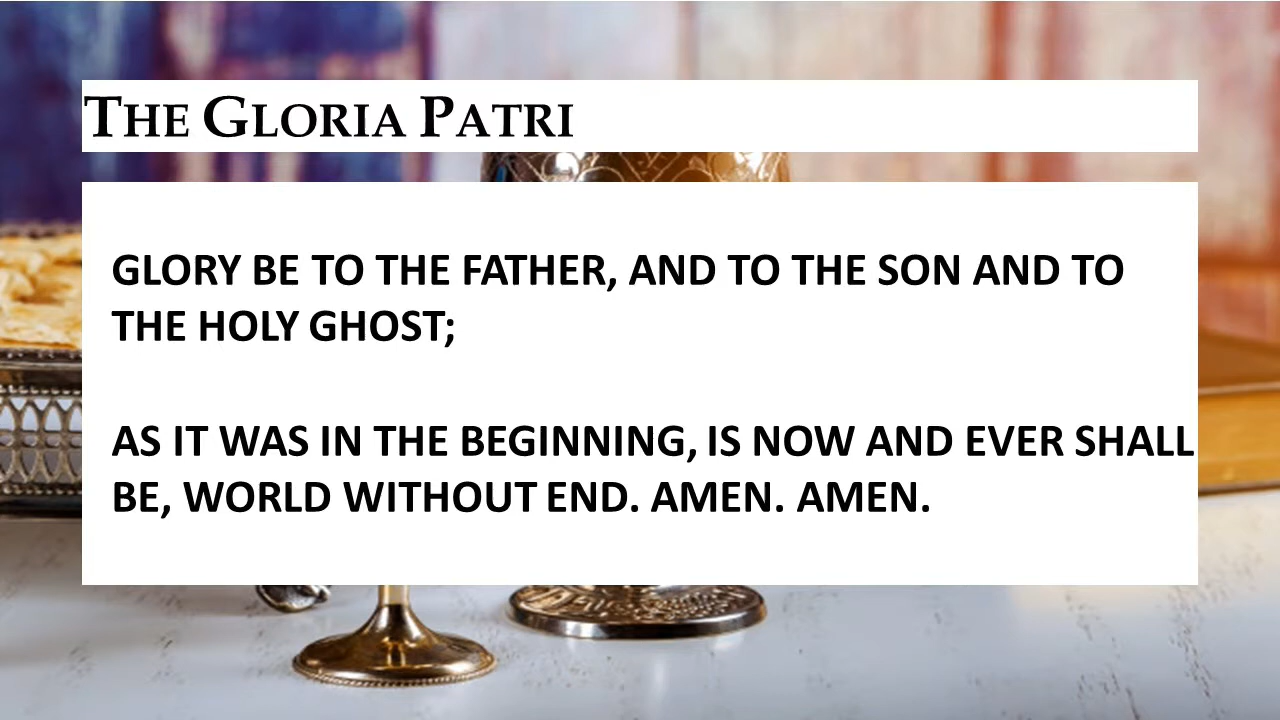 THE GLORIA PATRI
GLORY BE TO THE FATHER, AND TO THE SON AND TO
THE HOLY GHOST;
AS IT WAS IN THE BEGINNING, IS NOW AND EVER SHALL
BE, WORLD WITHOUT END. AMEN. AMEN.